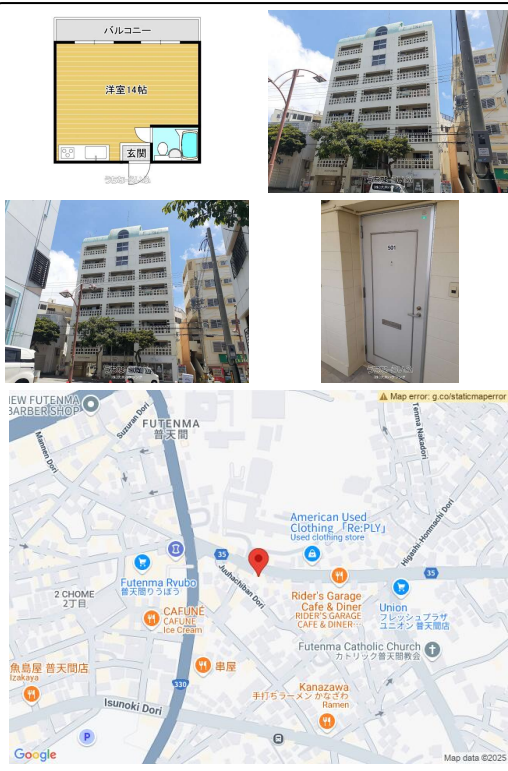 バルコニー
洋室14帖
玄関
501
NEW FUTENMA
BARBER SHOP
Map error: g.co/staticmaperror
Suzuran Dori
FUTENMA
普天間
Mannen Dori
Tenma Nakadori
American Used
Clothing「Re:PLY」
Used clothing store
Higashi-Honmachi Dori
35
35
Juuhachiban Dori
Futenma Ryubo
普天間りうぼう
Rider's Garage
Cafe & Diner
RIDER'S GARAGE
CAFE & DINER
Union
フレッシュプラザ
ユニオン 普天間店
2 CHOME
2丁目
CAFUNÉ
CAFUNE
Ice Cream
Futenma Catholic Church
カトリック普天間教会
魚島屋 普天間店
Izakaya
串屋
330
Kanazawa
手打ちラーメン かなざわ
Ramen
Isunoki Dori
P
Google
Map data ©2025